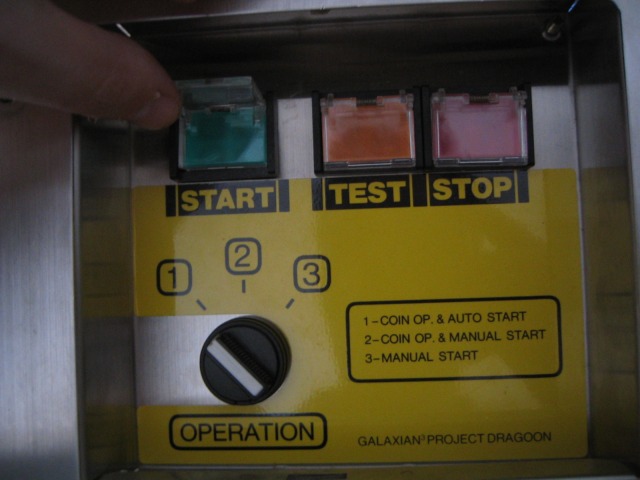 START TEST STOP
1 2 3
1-COIN OP. & AUTO START
2-COIN OP. & MANUAL START
3-MANUAL START
OPERATION
GALAXIAN³ PROJECT DRAGOON